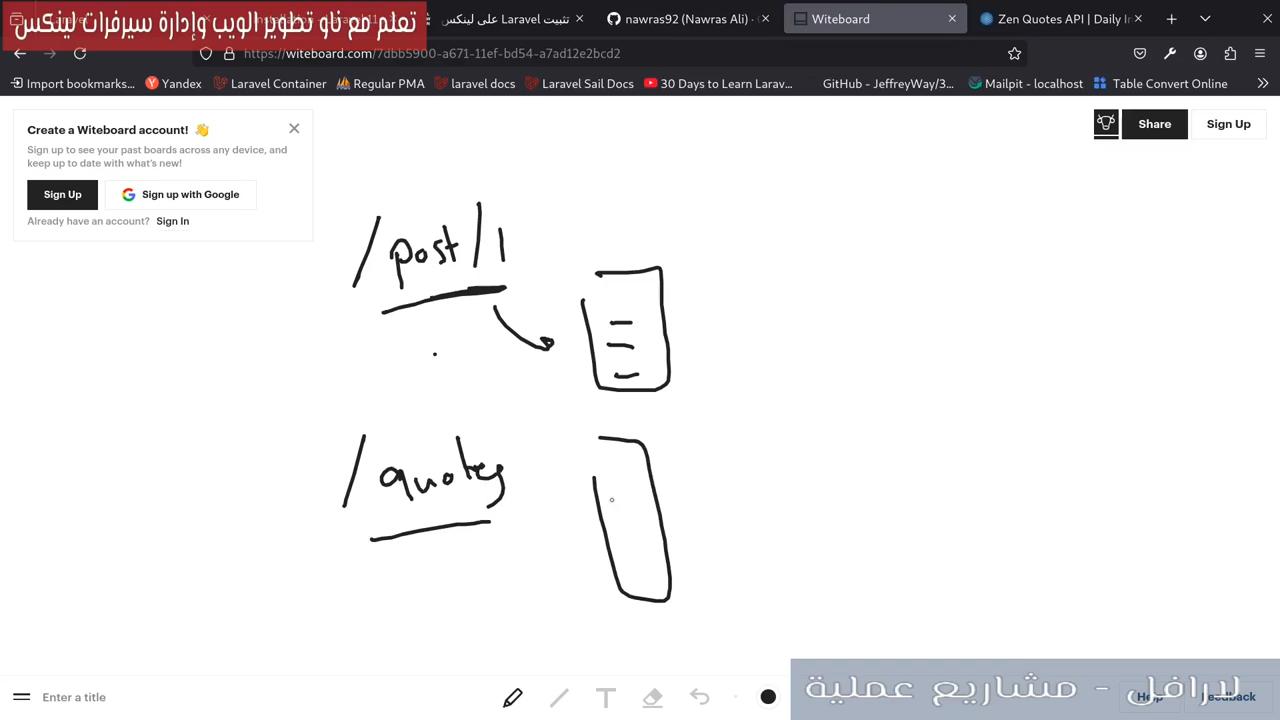 تعلم مع ناو تطوير الويب وإدارة سيرفرات لينكس
تثبيت Laravel على لينكس
nawras92 (Nawras Ali)
Witeboard
Zen Quotes API | Daily In
https://witeboard.com/7dbb5900-a671-11ef-bd54-a7ad12e2bcd2
Import bookmarks...
Yandex
Laravel Container
Regular PMA
laravel docs
Laravel Sail Docs
30 Days to Learn Larav...
GitHub - JeffreyWay/3...
Mailpit - localhost
Table Convert Online
Create a Witeboard account! 👋
Sign up to see your past boards across any device, and
keep up to date with what's new!
Sign Up
Sign up with Google
Already have an account? Sign In
Share
Sign Up
/post/1
/quotes
Enter a title
Help
Feedback
لارافل - مشاريع عملية